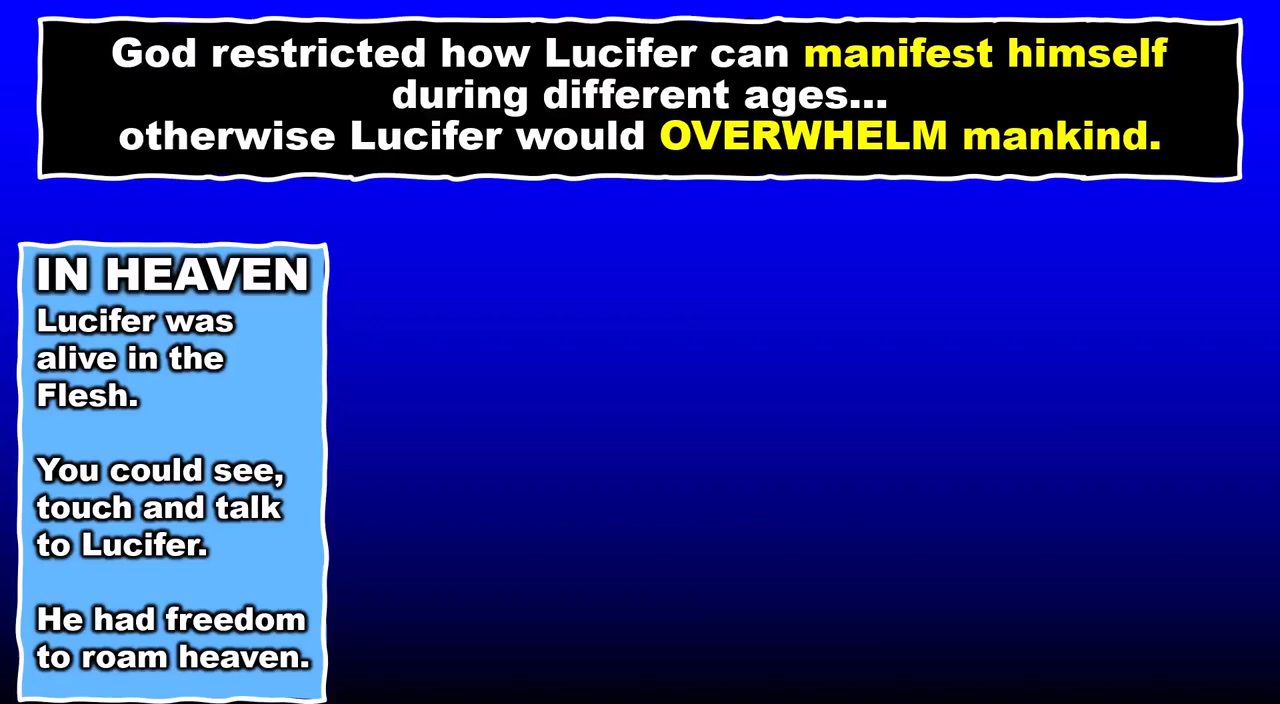 God restricted how Lucifer can manifest himself
during different ages...
otherwise Lucifer would OVERWHELM mankind.
IN HEAVEN
Lucifer was
alive in the
Flesh.
You could see,
touch and talk
to Lucifer.
He had freedom
to roam heaven.